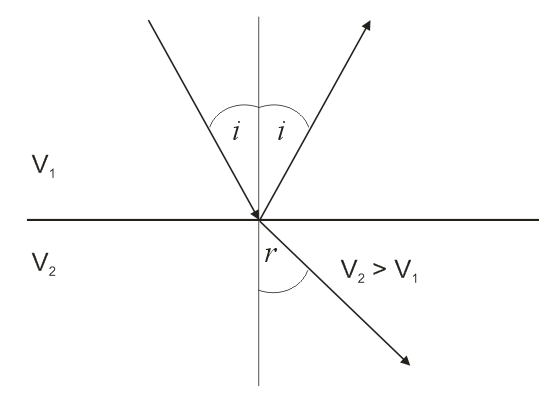 i i
V₁
V₂
r
V₂ > V₁